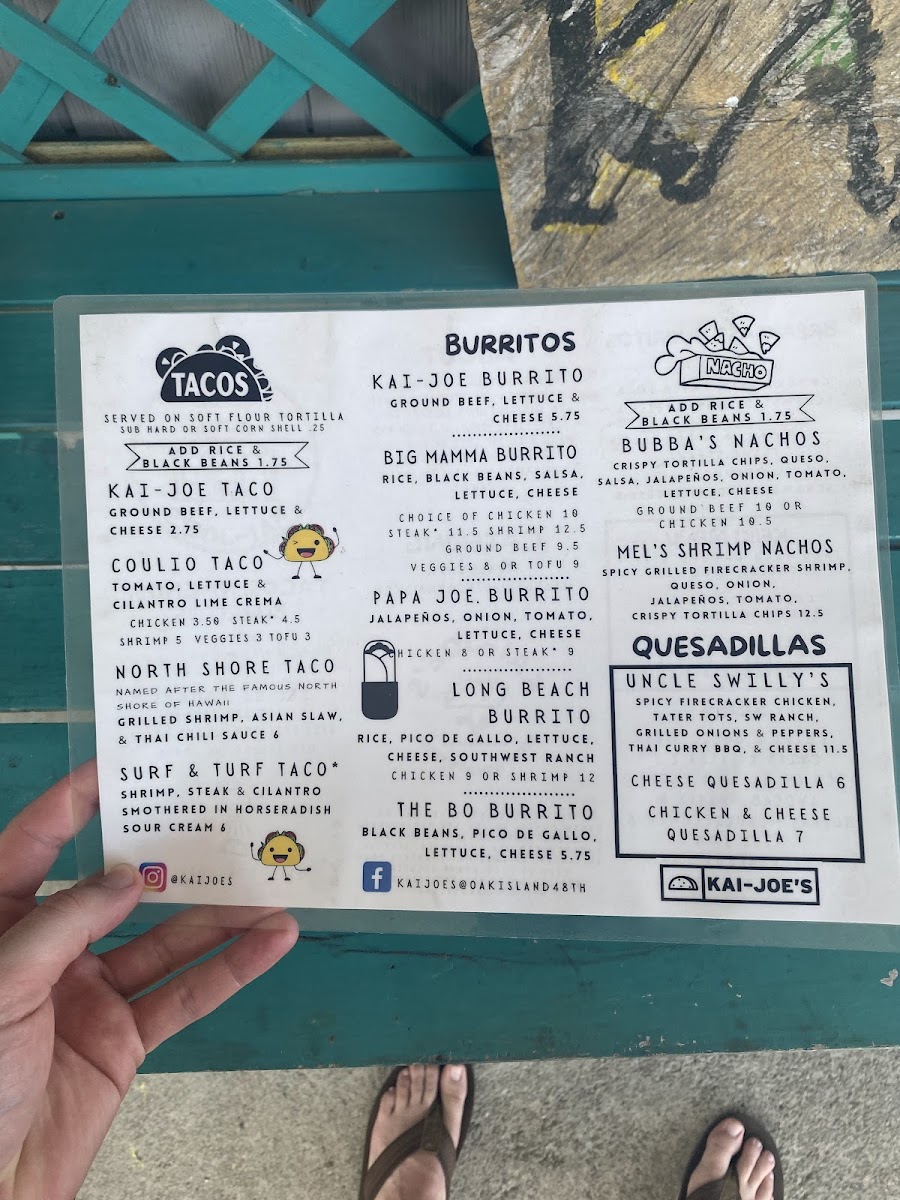 TACOS
SERVED ON SOFT FLOUR TORTILLA
SUB HARD OR SOFT CORN SHELL .25
ADD RICE &
BLACK BEANS 1.75
KAI-JOE TACO
GROUND BEEF, LETTUCE &
CHEESE 2.75
COULIO TACO
TOMATO, LETTUCE &
CILANTRO LIME CREMA
CHICKEN 3.50 STEAK* 4.5
SHRIMP 5 VEGGIES 3 TOFU 3
NORTH SHORE TACO
NAMED AFTER THE FAMOUS NORTH
SHORE OF HAWAII
GRILLED SHRIMP, ASIAN SLAW,
& THAI CHILI SAUCE 6
SURF & TURF TACO*
SHRIMP, STEAK & CILANTRO
SMOTHERED IN HORSERADISH
SOUR CREAM 6
@KAIJOES
BURRITOS
KAI-JOE BURRITO
GROUND BEEF, LETTUCE &
CHEESE 5.75
BIG MAMMA BURRITO
RICE, BLACK BEANS, SALSA,
LETTUCE, CHEESE
CHOICE OF CHICKEN 10
STEAK* 11.5 SHRIMP 12.5
GROUND BEEF 9.5
VEGGIES 8 OR TOFU 9
PAPA JOE BURRITO
JALAPEÑOS, ONION, TOMATO,
LETTUCE, CHEESE
CHICKEN 8 OR STEAK* 9
LONG BEACH
BURRITO
RICE, PICO DE GALLO, LETTUCE,
CHEESE, SOUTHWEST RANCH
CHICKEN 9 OR SHRIMP 12
THE BO BURRITO
BLACK BEANS, PICO DE GALLO,
LETTUCE, CHEESE 5.75
KAIJOES@OAKISLAND48TH
NACHO
ADD RICE &
BLACK BEANS 1.75
BUBBA'S NACHOS
CRISPY TORTILLA CHIPS, QUESO,
SALSA, JALAPEÑOS, ONION, TOMATO,
LETTUCE, CHEESE
GROUND BEEF 10 OR
CHICKEN 10.5
MEL'S SHRIMP NACHOS
SPICY GRILLED FIRECRACKER SHRIMP,
QUESO, ONION,
JALAPEÑOS, TOMATO,
CRISPY TORTILLA CHIPS 12.5
QUESADILLAS
UNCLE SWILLY'S
SPICY FIRECRACKER CHICKEN,
TATER TOTS, SW RANCH,
GRILLED ONIONS & PEPPERS,
THAI CURRY BBQ, & CHEESE 11.5
CHEESE QUESADILLA 6
CHICKEN & CHEESE
QUESADILLA 7
KAI-JOE'S